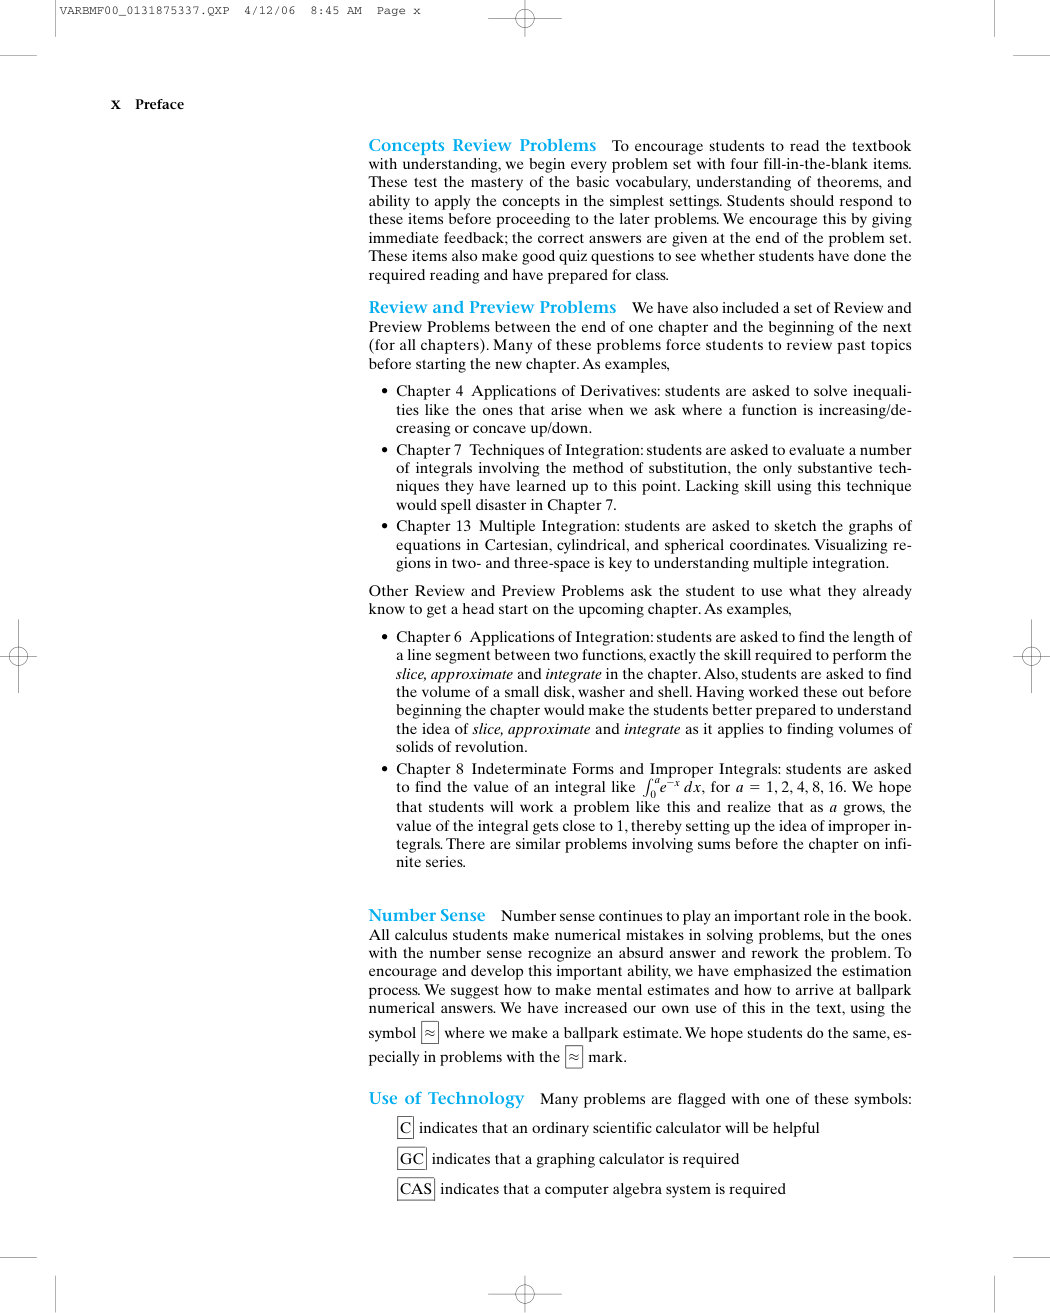 VARBMF00_0131875337.QXP 4/12/06 8:45 AM Page x
x Preface
Concepts Review Problems To encourage students to read the textbook
with understanding, we begin every problem set with four fill-in-the-blank items.
These test the mastery of the basic vocabulary, understanding of theorems, and
ability to apply the concepts in the simplest settings. Students should respond to
these items before proceeding to the later problems. We encourage this by giving
immediate feedback; the correct answers are given at the end of the problem set.
These items also make good quiz questions to see whether students have done the
required reading and have prepared for class.
Review and Preview Problems We have also included a set of Review and
Preview Problems between the end of one chapter and the beginning of the next
(for all chapters). Many of these problems force students to review past topics
before starting the new chapter. As examples,
• Chapter 4 Applications of Derivatives: students are asked to solve inequali-
ties like the ones that arise when we ask where a function is increasing/de-
creasing or concave up/down.
• Chapter 7 Techniques of Integration: students are asked to evaluate a number
of integrals involving the method of substitution, the only substantive tech-
niques they have learned up to this point. Lacking skill using this technique
would spell disaster in Chapter 7.
• Chapter 13 Multiple Integration: students are asked to sketch the graphs of
equations in Cartesian, cylindrical, and spherical coordinates. Visualizing re-
gions in two- and three-space is key to understanding multiple integration.
Other Review and Preview Problems ask the student to use what they already
know to get a head start on the upcoming chapter. As examples,
• Chapter 6 Applications of Integration: students are asked to find the length of
a line segment between two functions, exactly the skill required to perform the
slice, approximate and integrate in the chapter. Also, students are asked to find
the volume of a small disk, washer and shell. Having worked these out before
beginning the chapter would make the students better prepared to understand
the idea of slice, approximate and integrate as it applies to finding volumes of
solids of revolution.
• Chapter 8 Indeterminate Forms and Improper Integrals: students are asked
to find the value of an integral like ∫₀ᵃ e⁻ˣ dx, for a = 1, 2, 4, 8, 16. We hope
that students will work a problem like this and realize that as a grows, the
value of the integral gets close to 1, thereby setting up the idea of improper in-
tegrals. There are similar problems involving sums before the chapter on infi-
nite series.
Number Sense Number sense continues to play an important role in the book.
All calculus students make numerical mistakes in solving problems, but the ones
with the number sense recognize an absurd answer and rework the problem. To
encourage and develop this important ability, we have emphasized the estimation
process. We suggest how to make mental estimates and how to arrive at ballpark
numerical answers. We have increased our own use of this in the text, using the
symbol ≈ where we make a ballpark estimate. We hope students do the same, es-
pecially in problems with the ≈ mark.
Use of Technology Many problems are flagged with one of these symbols:
C indicates that an ordinary scientific calculator will be helpful
GC indicates that a graphing calculator is required
CAS indicates that a computer algebra system is required